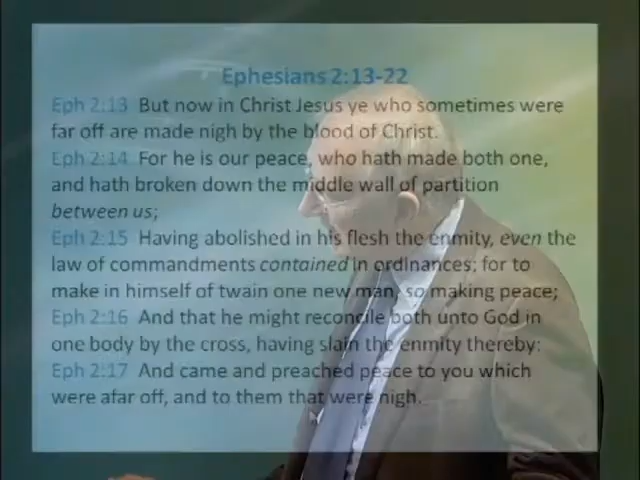 Ephesians 2:13-22
Eph 2:13 But now in Christ Jesus ye who sometimes were
far off are made nigh by the blood of Christ.
Eph 2:14 For he is our peace, who hath made both one,
and hath broken down the middle wall of partition
between us;
Eph 2:15 Having abolished in his flesh the enmity, even the
law of commandments contained in ordinances; for to
make in himself of twain one new man, so making peace;
Eph 2:16 And that he might reconcile both unto God in
one body by the cross, having slain the enmity thereby:
Eph 2:17 And came and preached peace to you which
were afar off, and to them that were nigh.